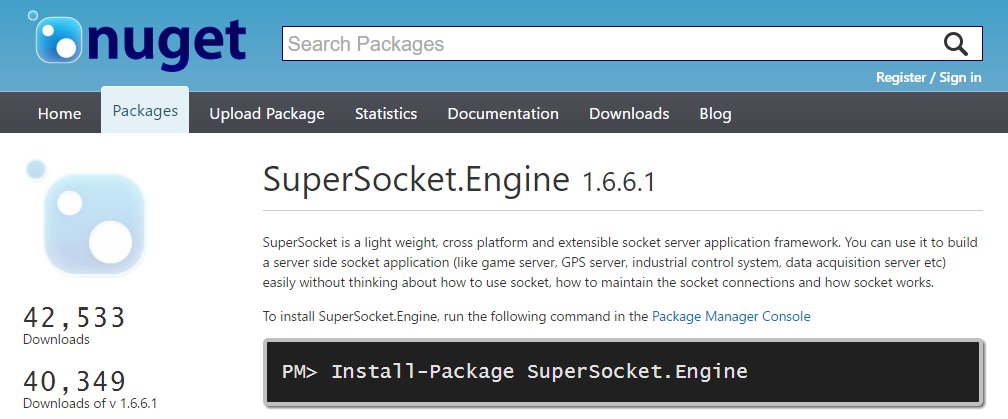 nuget
Search Packages
Register / Sign in
Home Packages Upload Package Statistics Documentation Downloads Blog
SuperSocket.Engine 1.6.6.1
SuperSocket is a light weight, cross platform and extensible socket server application framework. You can use it to build
a server side socket application (like game server, GPS server, industrial control system, data acquisition server etc)
easily without thinking about how to use socket, how to maintain the socket connections and how socket works.
To install SuperSocket.Engine, run the following command in the Package Manager Console
PM> Install-Package SuperSocket.Engine
42,533
Downloads
40,349
Downloads of v 1.6.6.1